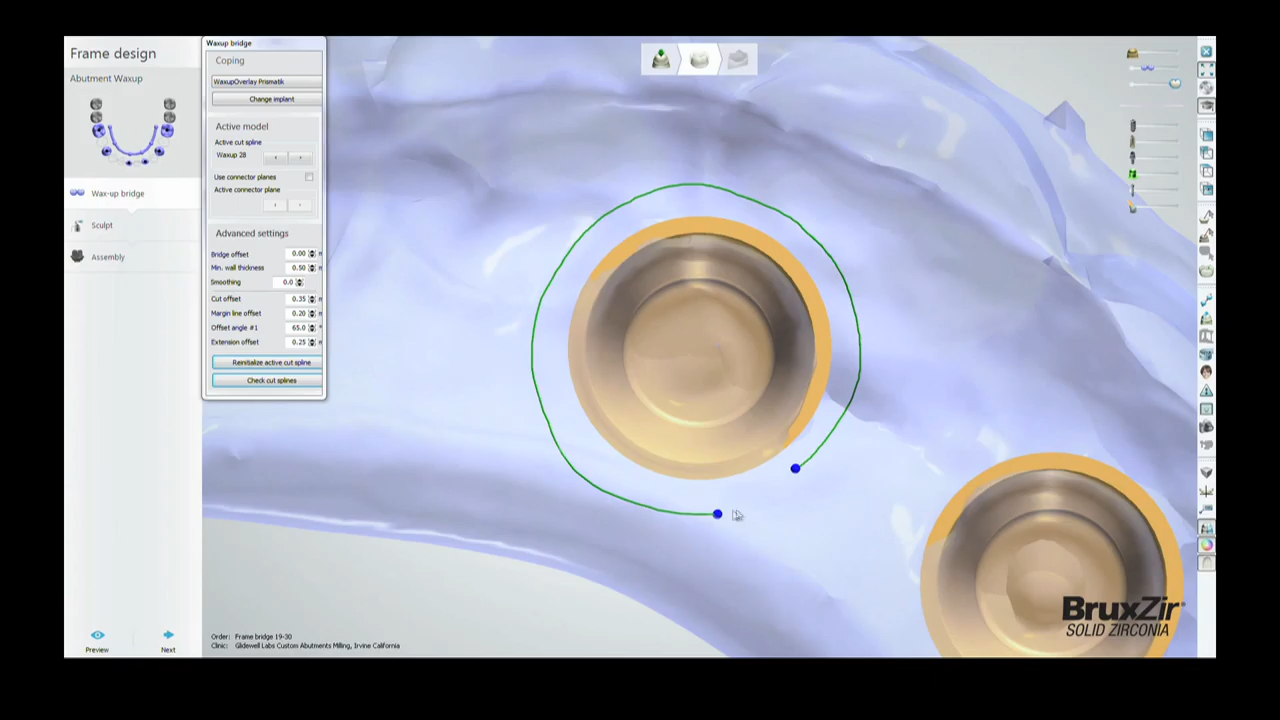 Frame design
Abutment Waxup
Wax-up bridge
Sculpt
Assembly
Preview
Next
Waxup bridge
Coping
WaxupOverlay Prismatik
Change implant
Active model
Active cut spline
Waxup 28
Use connector planes
Active connector plane
Advanced settings
Bridge offset 0.00
Min. wall thickness 0.50
Smoothing 0.0
Cut offset 0.35
Margin line offset 0.20
Offset angle #1 65.0 °
Extension offset 0.25
Reinitialize active cut spline
Check cut splines
Order: Frame bridge 19-30
Clinic: Glidewell Labs Custom Abutments Milling, Irvine California
BruxZir
SOLID ZIRCONIA